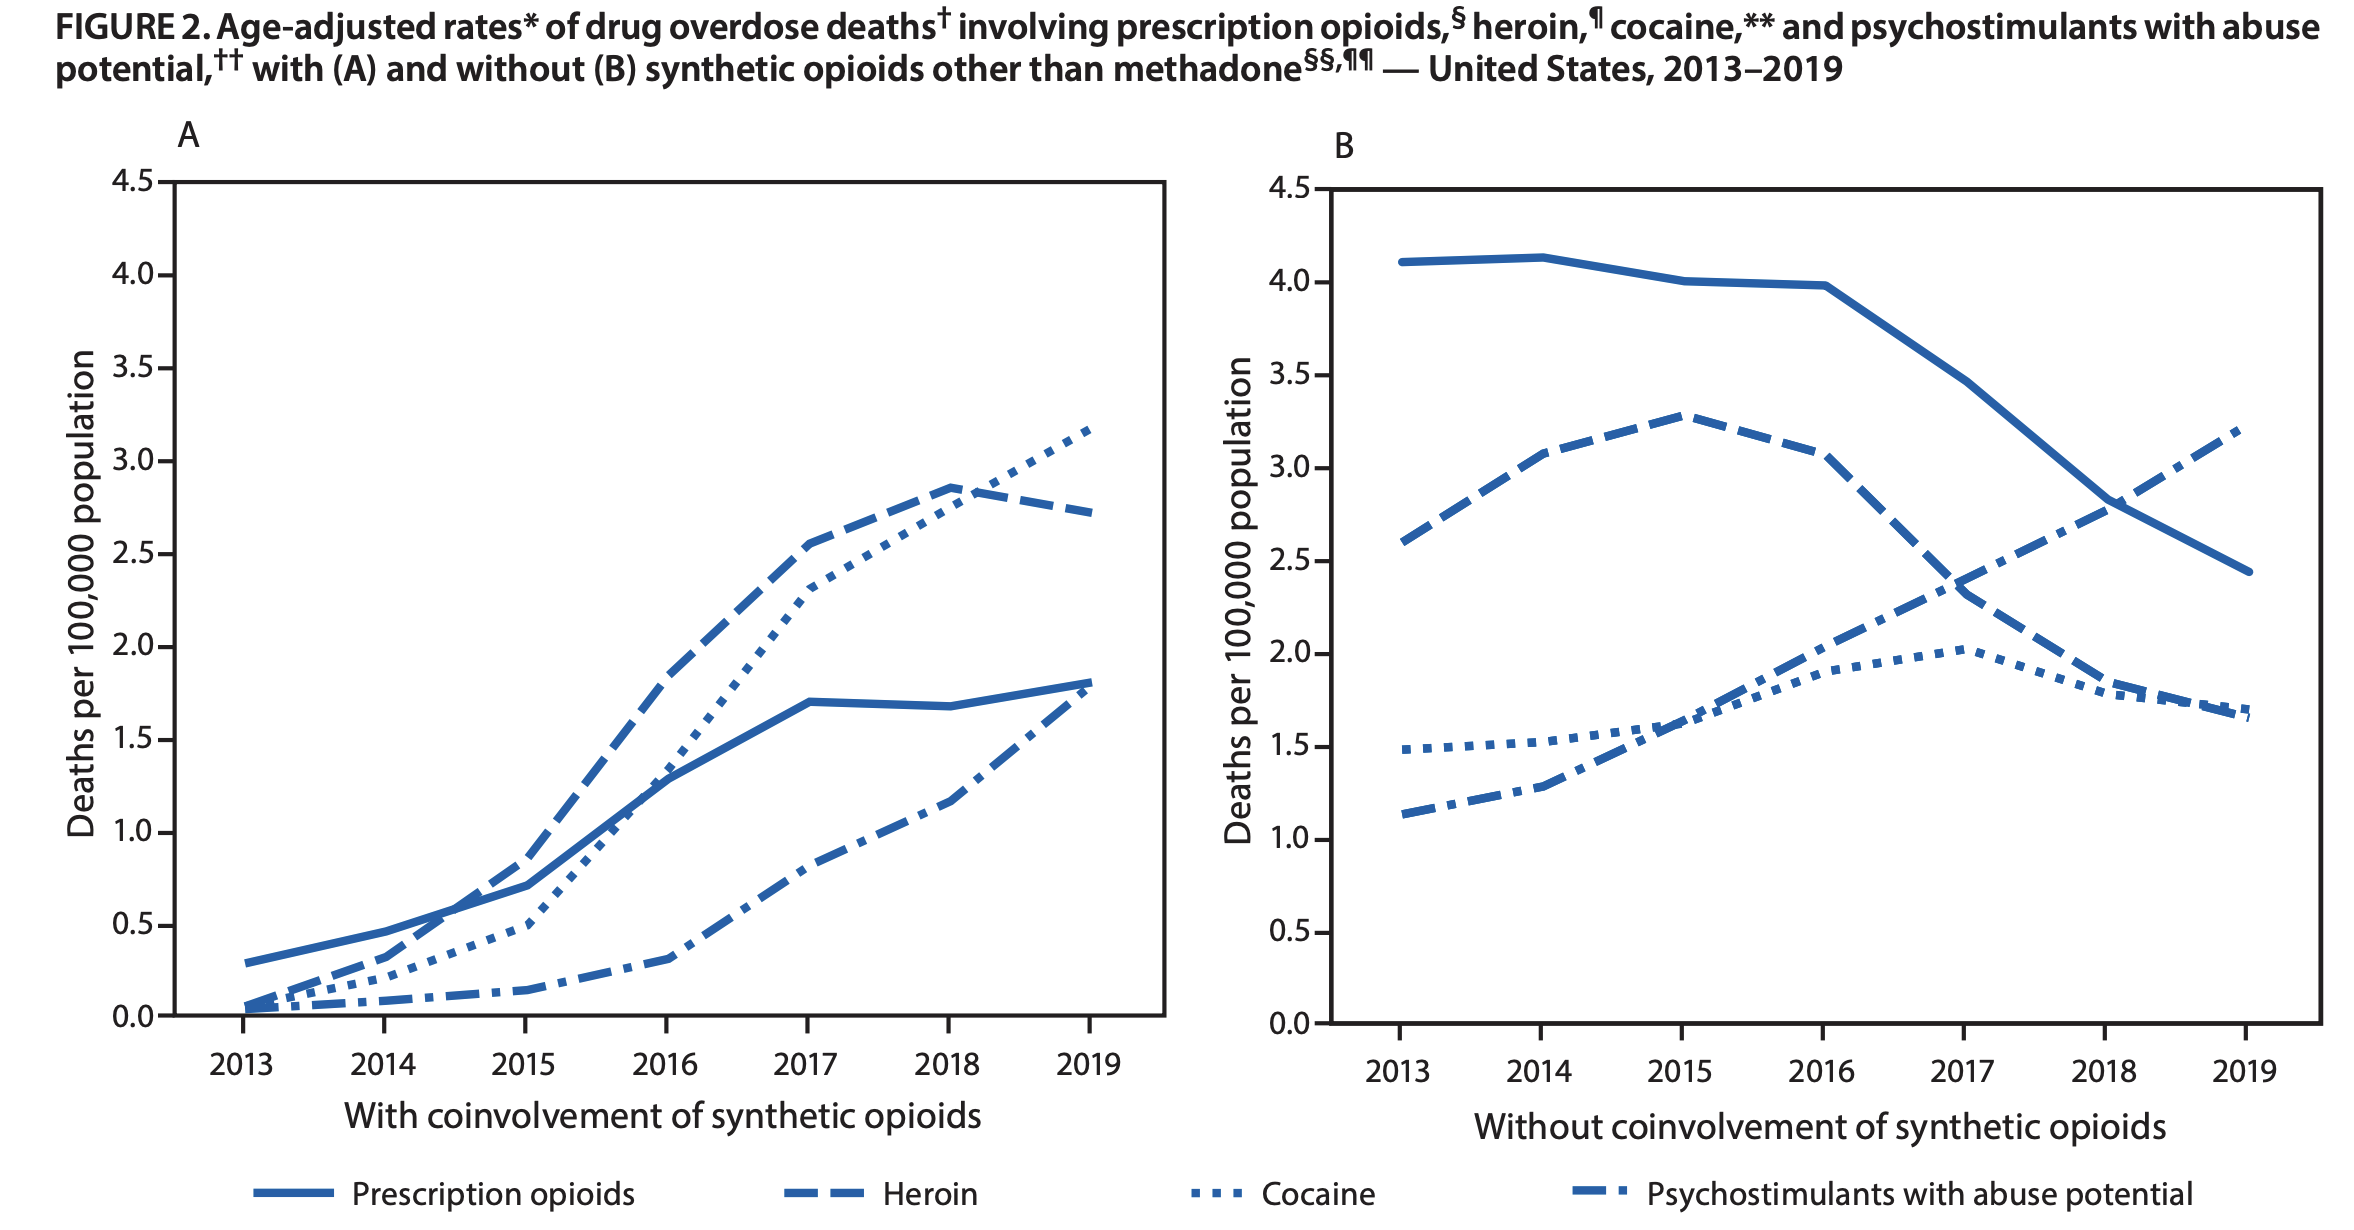 FIGURE 2. Age-adjusted rates* of drug overdose deaths† involving prescription opioids,§ heroin,¶ cocaine,** and psychostimulants with abuse
potential,†† with (A) and without (B) synthetic opioids other than methadone§§,¶¶ — United States, 2013–2019
A
4.5
4.0
3.5
3.0
2.5
2.0
1.5
1.0
0.5
0.0
Deaths per 100,000 population
2013 2014 2015 2016 2017 2018 2019
With coinvolvement of synthetic opioids
B
4.5
4.0
3.5
3.0
2.5
2.0
1.5
1.0
0.5
0.0
Deaths per 100,000 population
2013 2014 2015 2016 2017 2018 2019
Without coinvolvement of synthetic opioids
Prescription opioids Heroin Cocaine Psychostimulants with abuse potential